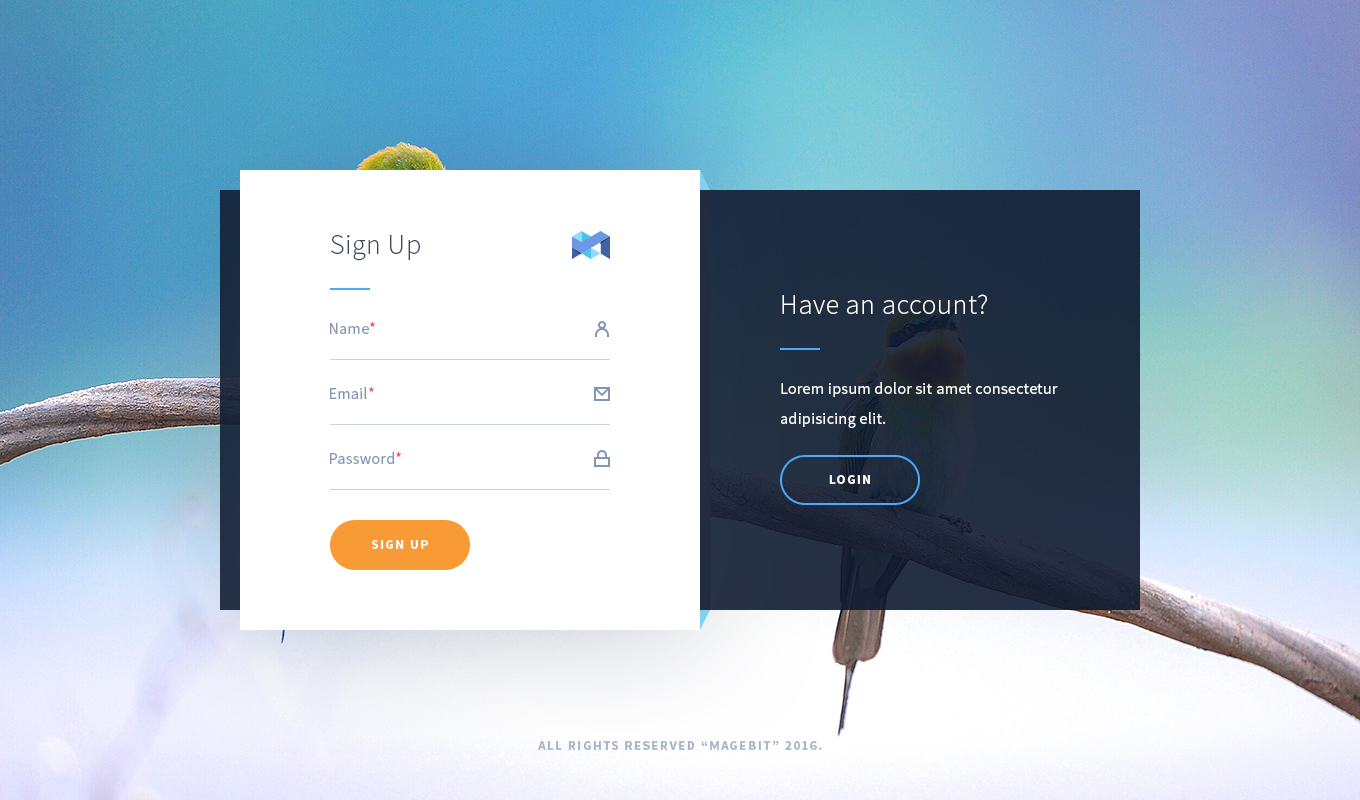 Sign Up
Name*
Email*
Password*
SIGN UP
Have an account?
Lorem ipsum dolor sit amet consectetur
adipisicing elit.
LOGIN
ALL RIGHTS RESERVED “MAGEBIT” 2016.